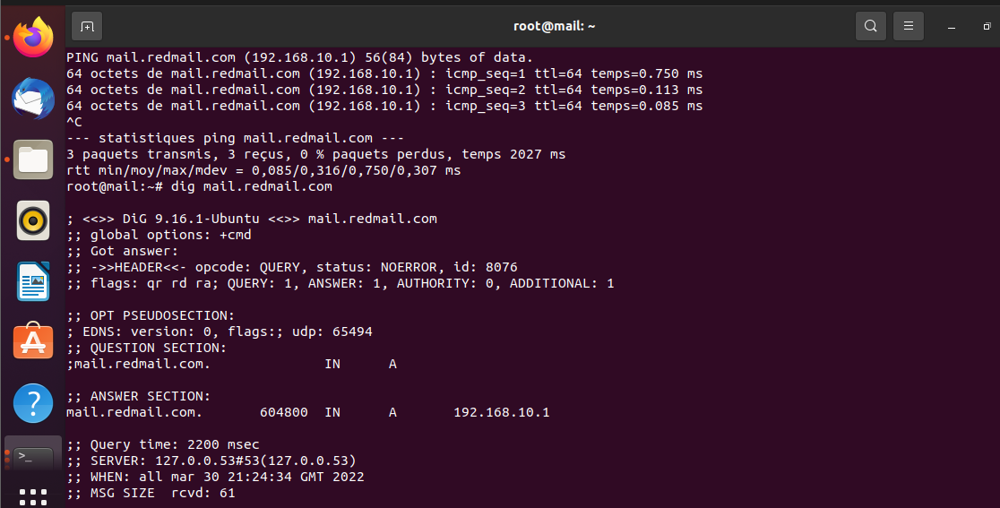 root@mail: ~
PING mail.redmail.com (192.168.10.1) 56(84) bytes of data.
64 octets de mail.redmail.com (192.168.10.1) : icmp_seq=1 ttl=64 temps=0.750 ms
64 octets de mail.redmail.com (192.168.10.1) : icmp_seq=2 ttl=64 temps=0.113 ms
64 octets de mail.redmail.com (192.168.10.1) : icmp_seq=3 ttl=64 temps=0.085 ms
^C
--- statistiques ping mail.redmail.com ---
3 paquets transmis, 3 reçus, 0 % paquets perdus, temps 2027 ms
rtt min/moy/max/mdev = 0,085/0,316/0,750/0,307 ms
root@mail:~# dig mail.redmail.com
; <<>> DiG 9.16.1-Ubuntu <<>> mail.redmail.com
;; global options: +cmd
;; Got answer:
;; ->>HEADER<<- opcode: QUERY, status: NOERROR, id: 8076
;; flags: qr rd ra; QUERY: 1, ANSWER: 1, AUTHORITY: 0, ADDITIONAL: 1
;; OPT PSEUDOSECTION:
; EDNS: version: 0, flags:; udp: 65494
;; QUESTION SECTION:
;mail.redmail.com. IN A
;; ANSWER SECTION:
mail.redmail.com. 604800 IN A 192.168.10.1
;; Query time: 2200 msec
;; SERVER: 127.0.0.53#53(127.0.0.53)
;; WHEN: all mar 30 21:24:34 GMT 2022
;; MSG SIZE rcvd: 61